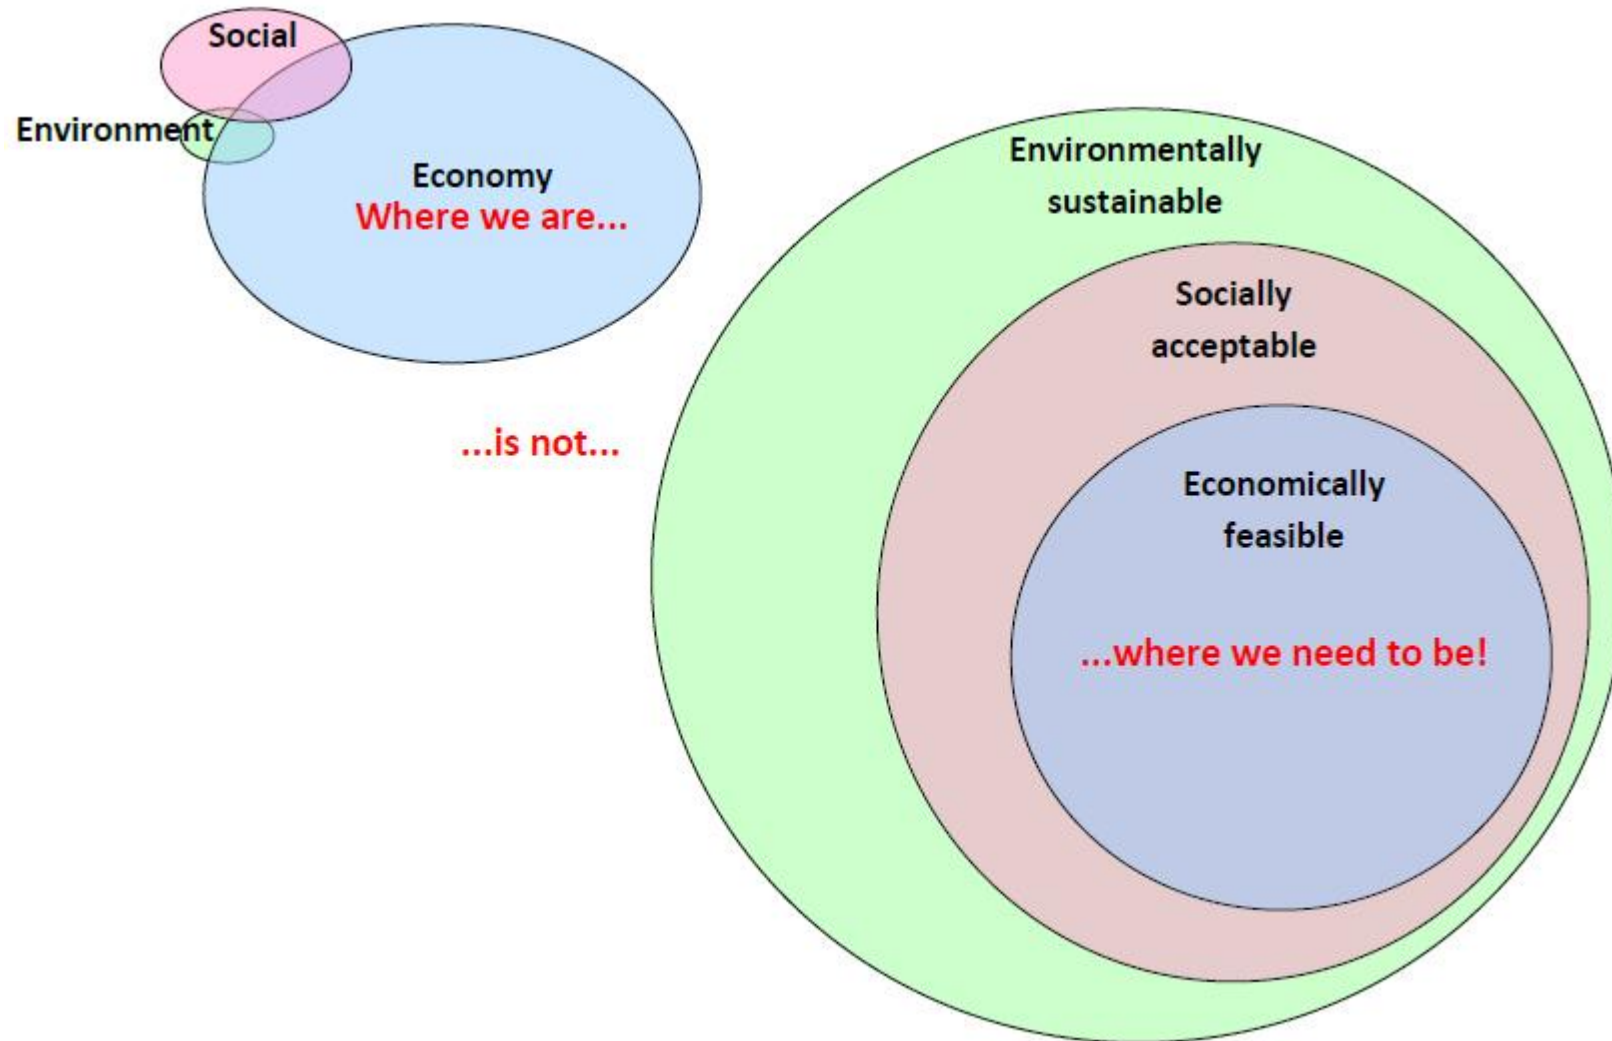 Social
Environment
Economy
Where we are...
...is not...
Environmentally
sustainable
Socially
acceptable
Economically
feasible
...where we need to be!